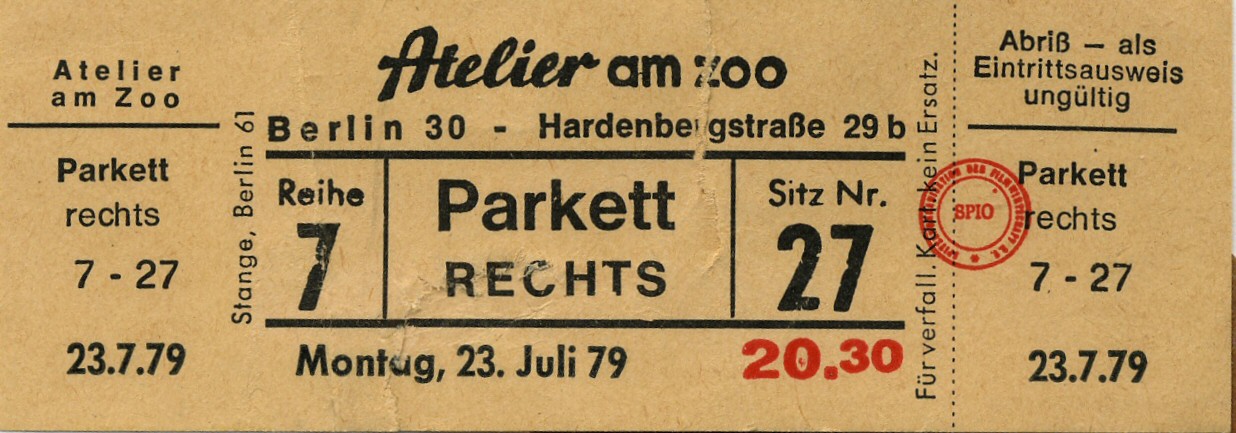 Atelier
am Zoo
Parkett
rechts
7 - 27
23.7.79
Stange, Berlin 61
Atelier am zoo
Berlin 30 - Hardenbergstraße 29 b
Reihe
7
Parkett
RECHTS
Sitz Nr.
27
Montag, 23. Juli 79
20.30
Für verfall. Kart. kein Ersatz.
Abriß – als
Eintrittsausweis
ungültig
Parkett
rechts
7 - 27
23.7.79
SPIO